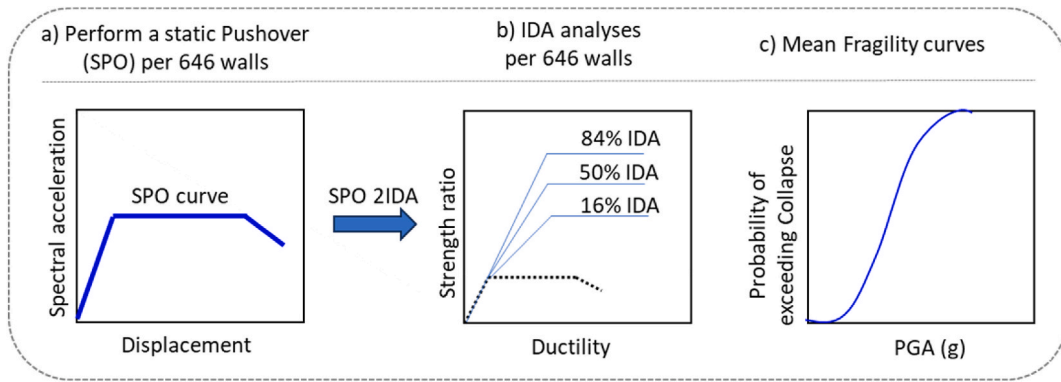 a) Perform a static Pushover
(SPO) per 646 walls
b) IDA analyses
per 646 walls
c) Mean Fragility curves
Spectral acceleration
SPO curve
Displacement
SPO 2IDA
Strength ratio
84% IDA
50% IDA
16% IDA
Ductility
Probability of
exceeding Collapse
PGA (g)